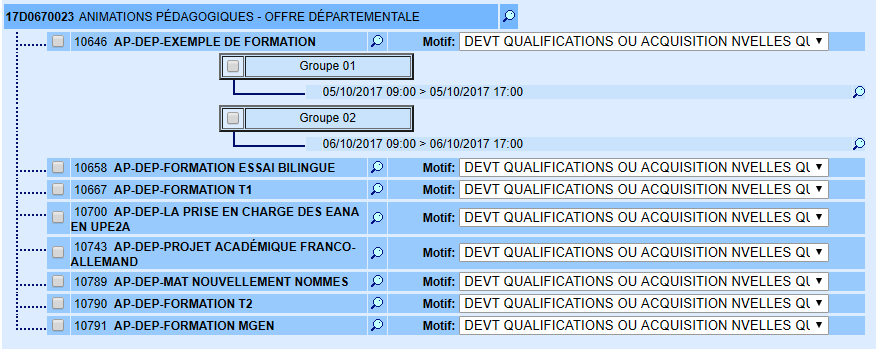 17D0670023 ANIMATIONS PÉDAGOGIQUES - OFFRE DÉPARTEMENTALE
10646 AP-DEP-EXEMPLE DE FORMATION Motif: DEVT QUALIFICATIONS OU ACQUISITION NVELLES QU
Groupe 01
05/10/2017 09:00 > 05/10/2017 17:00
Groupe 02
06/10/2017 09:00 > 06/10/2017 17:00
10658 AP-DEP-FORMATION ESSAI BILINGUE Motif: DEVT QUALIFICATIONS OU ACQUISITION NVELLES QU
10667 AP-DEP-FORMATION T1 Motif: DEVT QUALIFICATIONS OU ACQUISITION NVELLES QU
10700 AP-DEP-LA PRISE EN CHARGE DES EANA
EN UPE2A
Motif: DEVT QUALIFICATIONS OU ACQUISITION NVELLES QU
10743 AP-DEP-PROJET ACADÉMIQUE FRANCO-
ALLEMAND
Motif: DEVT QUALIFICATIONS OU ACQUISITION NVELLES QU
10789 AP-DEP-MAT NOUVELLEMENT NOMMES Motif: DEVT QUALIFICATIONS OU ACQUISITION NVELLES QU
10790 AP-DEP-FORMATION T2 Motif: DEVT QUALIFICATIONS OU ACQUISITION NVELLES QU
10791 AP-DEP-FORMATION MGEN Motif: DEVT QUALIFICATIONS OU ACQUISITION NVELLES QU